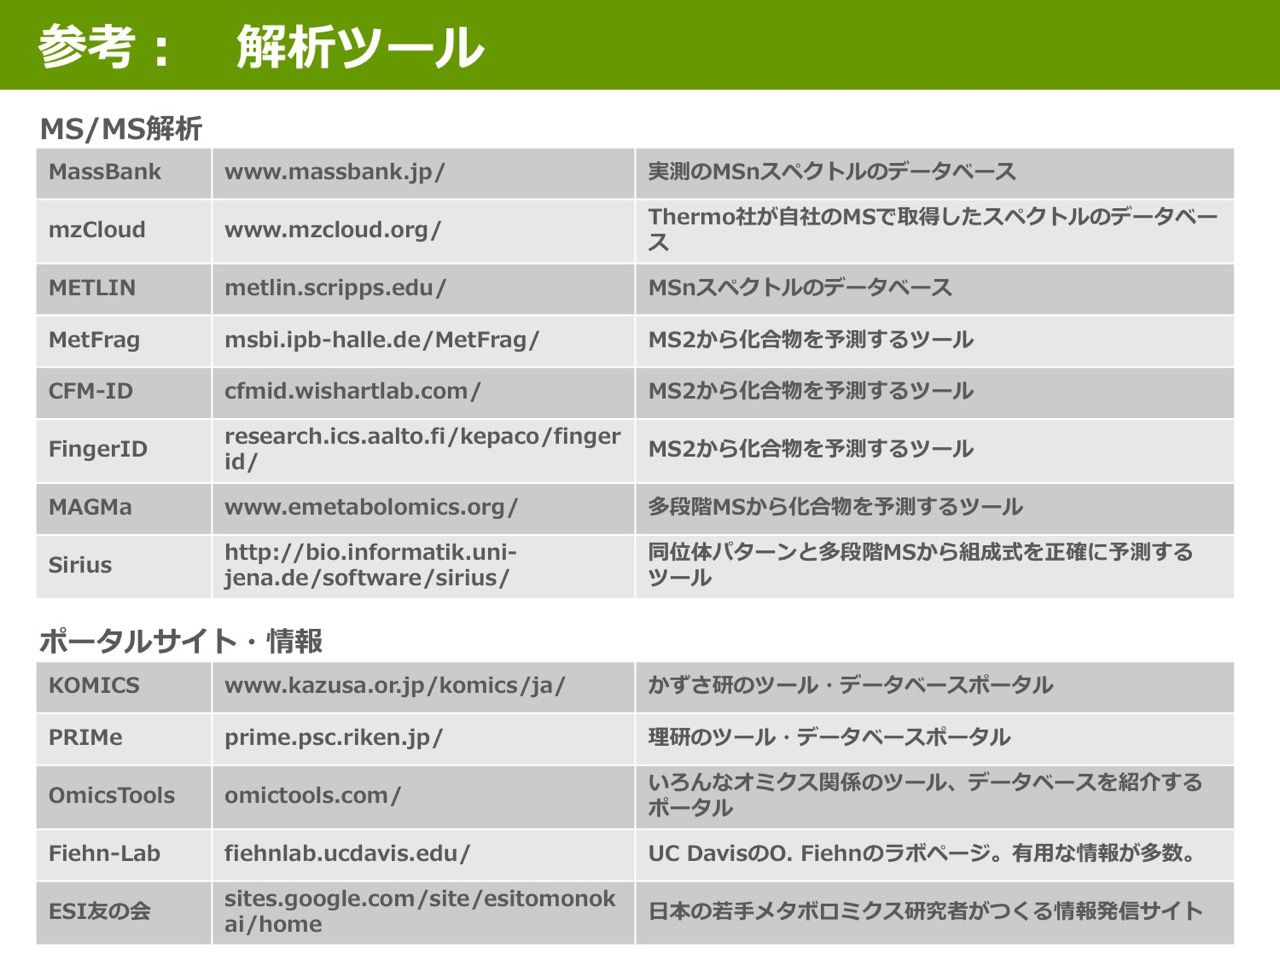 参考：　解析ツール
MS/MS解析
MassBank www.massbank.jp/ 実測のMSnスペクトルのデータベース
mzCloud www.mzcloud.org/ Thermo社が自社のMSで取得したスペクトルのデータベー
ス
METLIN metlin.scripps.edu/ MSnスペクトルのデータベース
MetFrag msbi.ipb-halle.de/MetFrag/ MS2から化合物を予測するツール
CFM-ID cfmid.wishartlab.com/ MS2から化合物を予測するツール
FingerID research.ics.aalto.fi/kepaco/finger
id/ MS2から化合物を予測するツール
MAGMa www.emetabolomics.org/ 多段階MSから化合物を予測するツール
Sirius http://bio.informatik.uni-
jena.de/software/sirius/ 同位体パターンと多段階MSから組成式を正確に予測する
ツール
ポータルサイト・情報
KOMICS www.kazusa.or.jp/komics/ja/ かずさ研のツール・データベースポータル
PRIMe prime.psc.riken.jp/ 理研のツール・データベースポータル
OmicsTools omictools.com/ いろんなオミクス関係のツール、データベースを紹介する
ポータル
Fiehn-Lab fiehnlab.ucdavis.edu/ UC DavisのO. Fiehnのラボページ。有用な情報が多数。
ESI友の会 sites.google.com/site/esitomonok
ai/home 日本の若手メタボロミクス研究者がつくる情報発信サイト